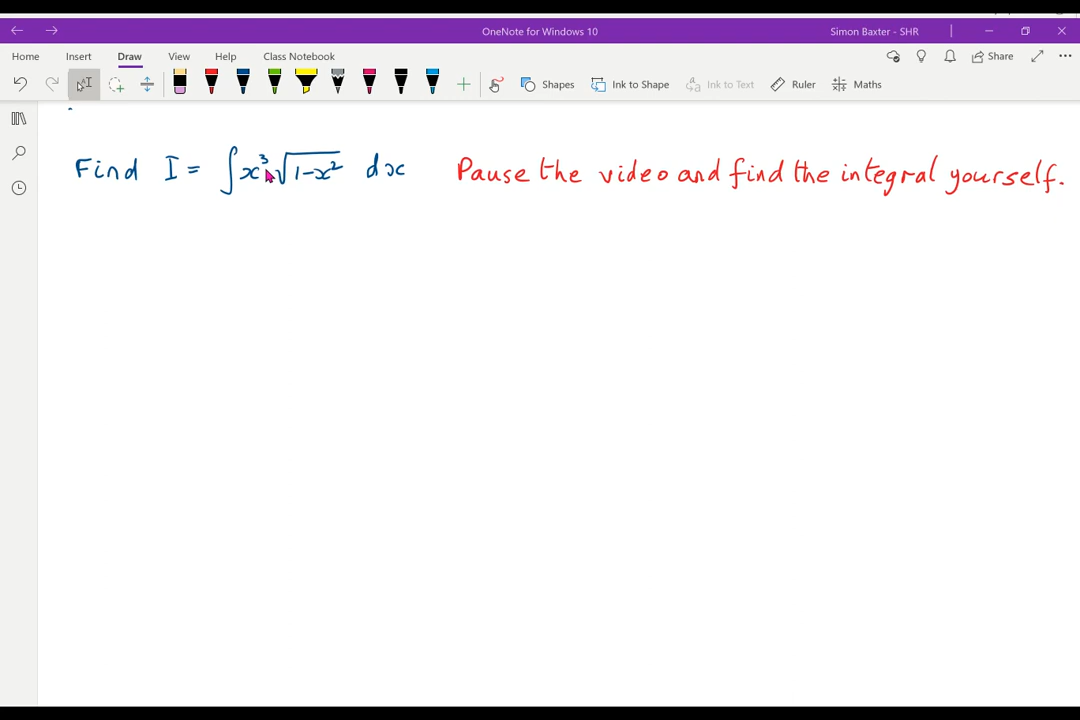 OneNote for Windows 10
Simon Baxter - SHR
Home Insert Draw View Help Class Notebook
Share
Shapes Ink to Shape Ink to Text Ruler Maths
Find I = ∫x³√(1-x²) dx Pause the video and find the integral yourself.